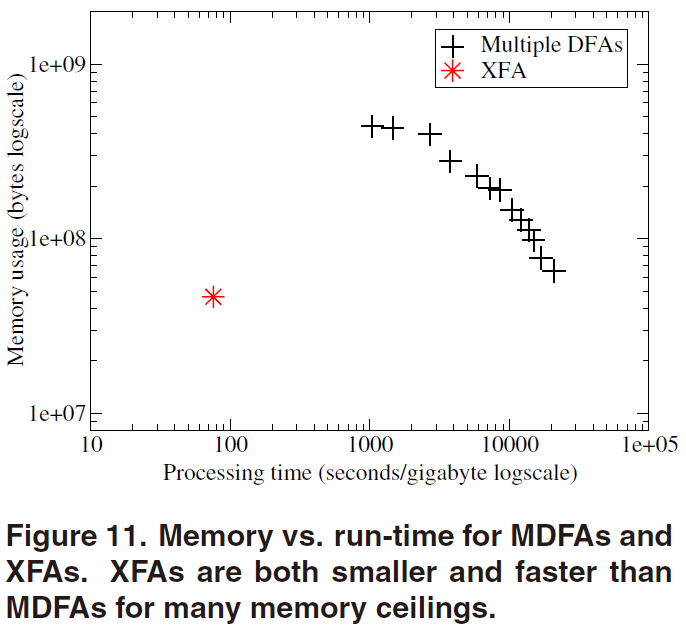 Multiple DFAs
XFA
Memory usage (bytes logscale)
1e+09
1e+08
1e+07
10
100
1000
10000
1e+05
Processing time (seconds/gigabyte logscale)
Figure 11. Memory vs. run-time for MDFAs and
XFAs. XFAs are both smaller and faster than
MDFAs for many memory ceilings.